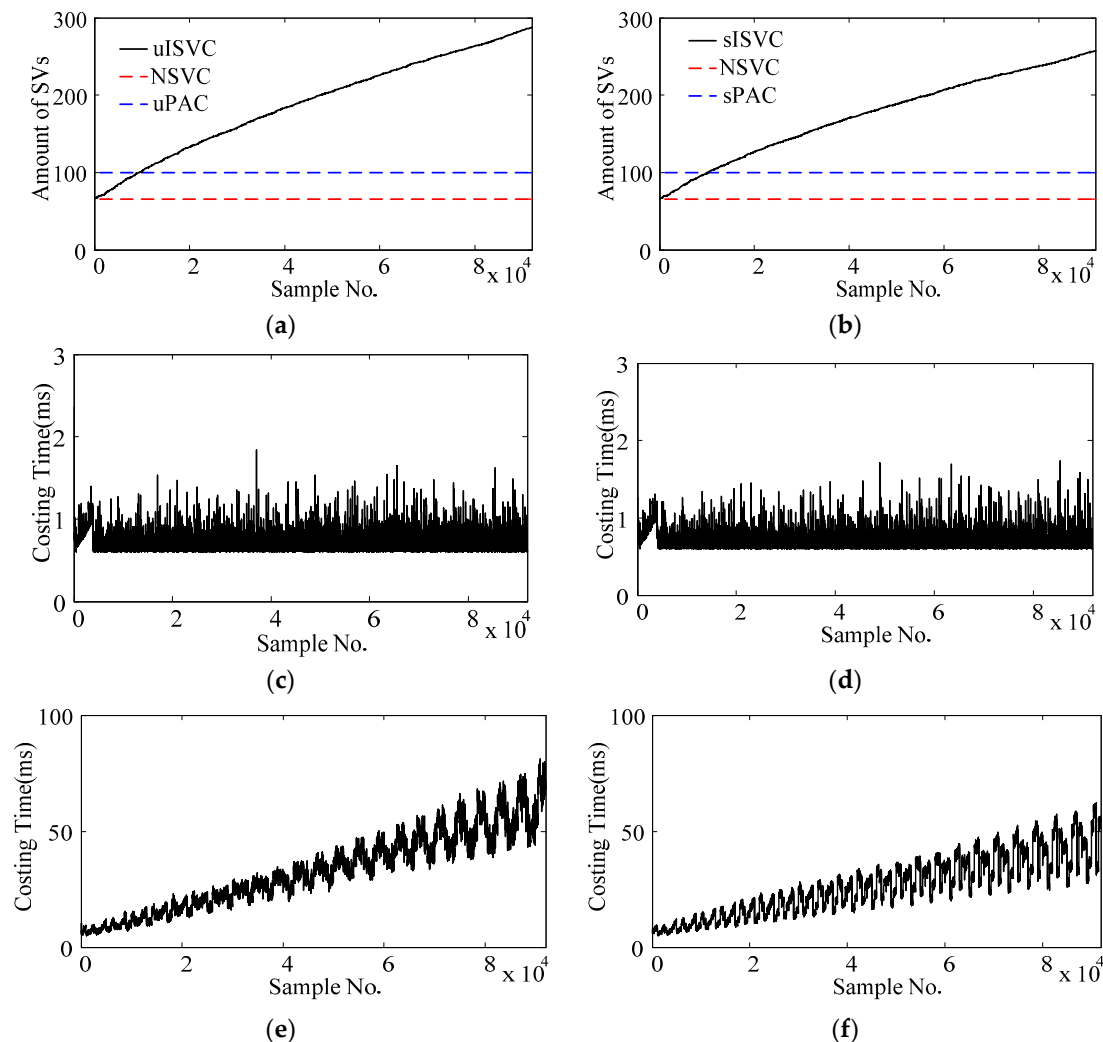 300
200
100
0
Amount of SVs
uISVC
NSVC
uPAC
0 2 4 6 8
x 10⁴
Sample No.
(a)
300
200
100
0
Amount of SVs
sISVC
NSVC
sPAC
0 2 4 6 8
x 10⁴
Sample No.
(b)
3
2
1
0
Costing Time(ms)
0 2 4 6 8
x 10⁴
Sample No.
(c)
3
2
1
0
Costing Time(ms)
0 2 4 6 8
x 10⁴
Sample No.
(d)
100
50
0
Costing Time(ms)
0 2 4 6 8
x 10⁴
Sample No.
(e)
100
50
0
Costing Time(ms)
0 2 4 6 8
x 10⁴
Sample No.
(f)